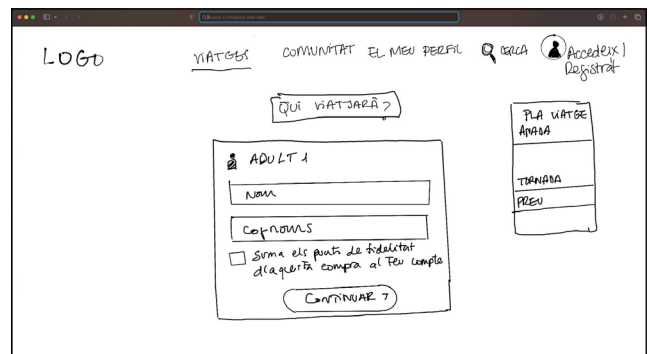 LOGO
VIATGES COMUNITAT EL MEU PERFIL CERCA Accedeix |
Registra't
QUI VIATJARÀ?
ADULT 1
Nom
Cognoms
Suma els punts de fidelitat
d'aquesta compra al teu compte
CONTINUAR >
PLA VIATGE
ANADA
TORNADA
PREU